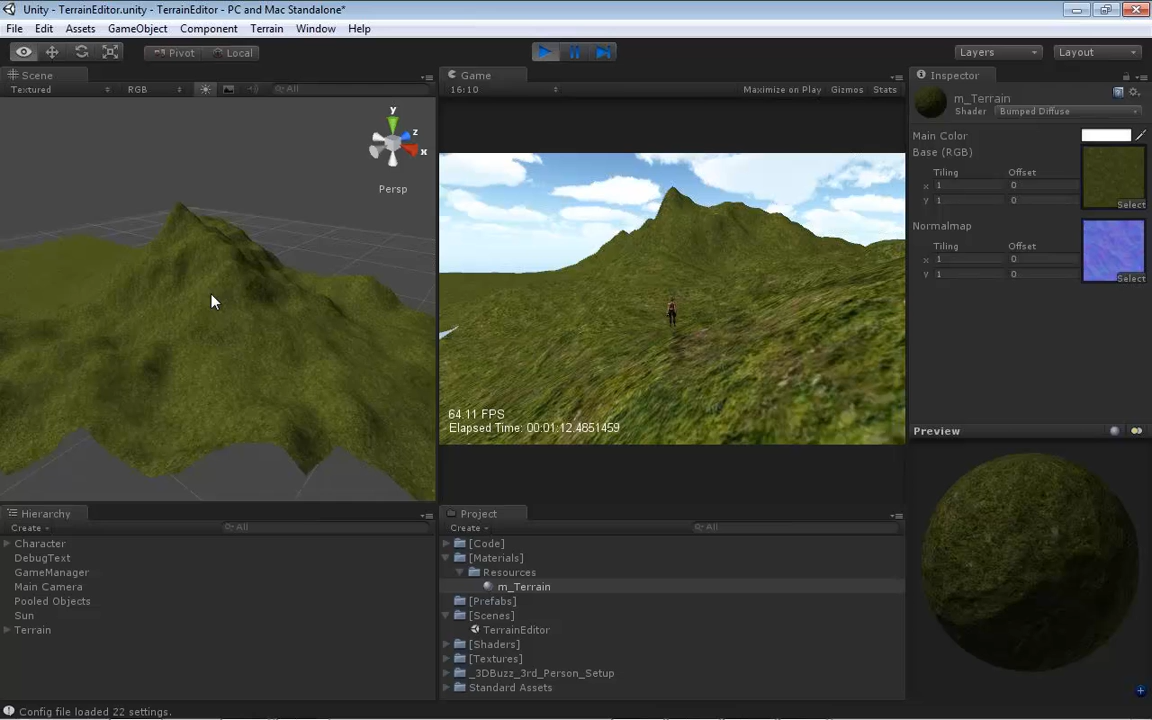 Unity - TerrainEditor.unity - TerrainEditor - PC and Mac Standalone*
File Edit Assets GameObject Component Terrain Window Help
Pivot Local Layers Layout
Scene Game Inspector
Textured RGB All 16:10 Maximize on Play Gizmos Stats
m_Terrain
Shader Bumped Diffuse
Main Color
Base (RGB)
Tiling Offset
x 1 0
y 1 0
Select
Normalmap
Tiling Offset
x 1 0
y 1 0
Select
y
z
x
Persp
64.11 FPS
Elapsed Time: 00:01:12.4851459
Preview
Hierarchy
Create All
Character
DebugText
GameManager
Main Camera
Pooled Objects
Sun
Terrain
Project
Create All
[Code]
[Materials]
Resources
m_Terrain
[Prefabs]
[Scenes]
TerrainEditor
[Shaders]
[Textures]
_3DBuzz_3rd_Person_Setup
Standard Assets
Config file loaded 22 settings.